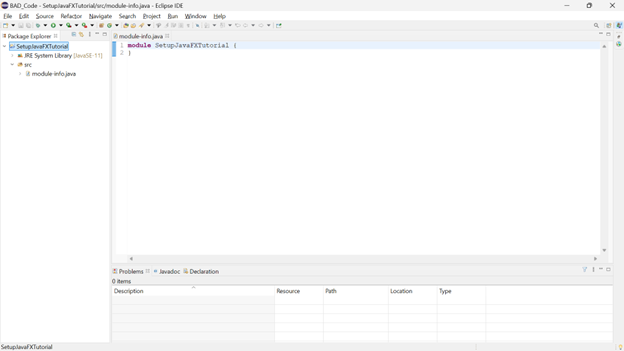 BAD_Code - SetupJavaFXTutorial/src/module-info.java - Eclipse IDE
File Edit Source Refactor Navigate Search Project Run Window Help
Package Explorer
module-info.java
SetupJavaFXTutorial
JRE System Library [JavaSE-11]
src
module-info.java
1 module SetupJavaFXTutorial {
2 }
Problems Javadoc Declaration
0 items
Description Resource Path Location Type
SetupJavaFXTutorial